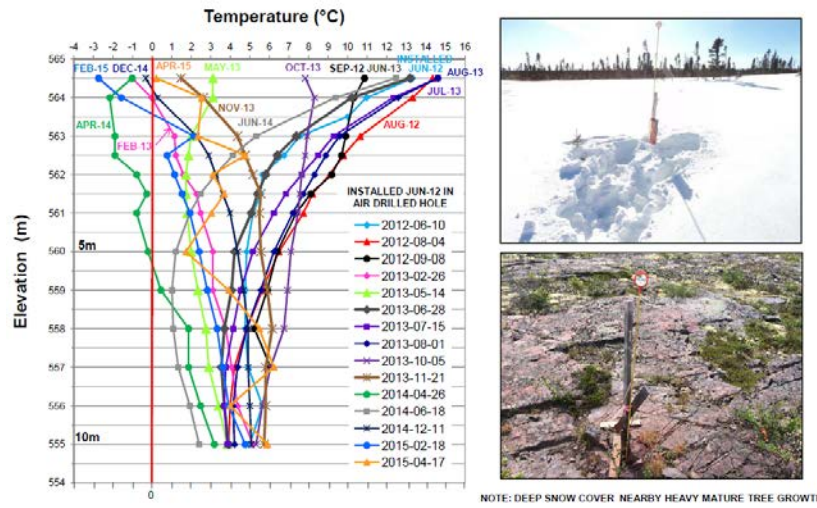 Temperature (°C)
-4 -3 -2 -1 0 1 2 3 4 5 6 7 8 9 10 11 12 13 14 15 16
565
564
563
562
561
560
559
558
557
556
555
554
Elevation (m)
5m
10m
0
FEB-15
DEC-14
APR-15
MAY-13
OCT-13
SEP-12
JUN-13
INSTALLED
JUN-12
AUG-13
JUL-13
AUG-12
NOV-13
JUN-14
APR-14
FEB-13
INSTALLED JUN-12 IN
AIR DRILLED HOLE
2012-06-10
2012-08-04
2012-09-08
2013-02-26
2013-05-14
2013-06-28
2013-07-15
2013-08-01
2013-10-05
2013-11-21
2014-04-26
2014-06-18
2014-12-11
2015-02-18
2015-04-17
NOTE: DEEP SNOW COVER NEARBY HEAVY MATURE TREE GROWT